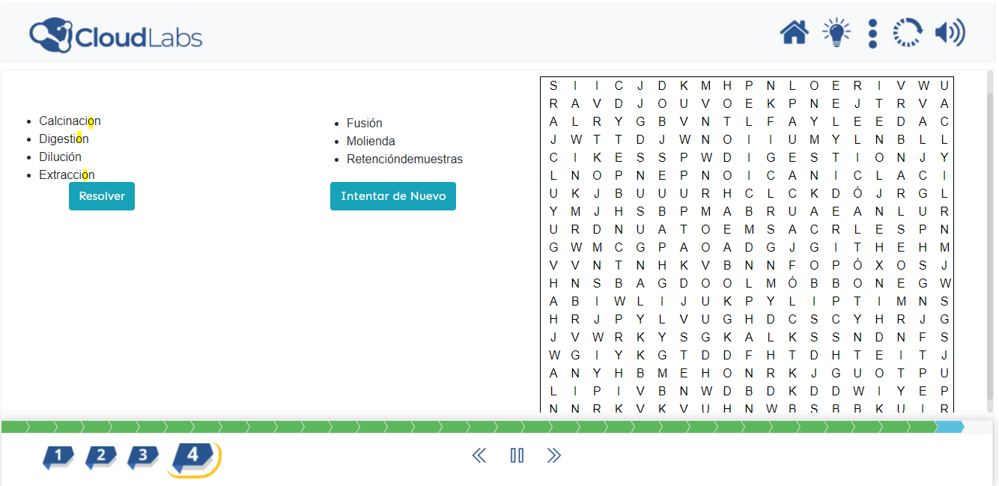 CloudLabs
Calcinacion
Digestion
Dilución
Extraccion
Resolver
Fusión
Molienda
Retencióndemuestras
Intentar de Nuevo
S I I C J D K M H P N L O E R I V W U
R A V D J O U V O E K P N E J T R V A
A L R Y G B V N T L F A Y L E E D A C
J W T T D J W N O I I U M Y L N B L L
C I K E S S P W D I G E S T I O N J Y
L N O P N E P N O I C A N I C L A C I
U K J B U U U R H C L C K D Ó J R G L
Y M J H S B P M A B R U A E A N L U R
U R D N U A T O E M S A C R L E S P N
G W M C G P A O A D G J G I T H E H M
V V N T N H K V B N N F O P Ó X O S J
H N S B A G D O O L M Ó B B O N E G W
A B I W L I J U K P Y L I P T I M N S
H R J P Y L V U G H D C S C Y H R J G
J V W R K Y S G K A L K S S N D N F S
W G I Y K G T D D F H T D H T E I T J
A N Y H B M E H O N R K J G U O T P U
L I P I V B N W D B D K D D W I Y E P
N N R K V K V U H N W B S B B K U I R
1 2 3 4